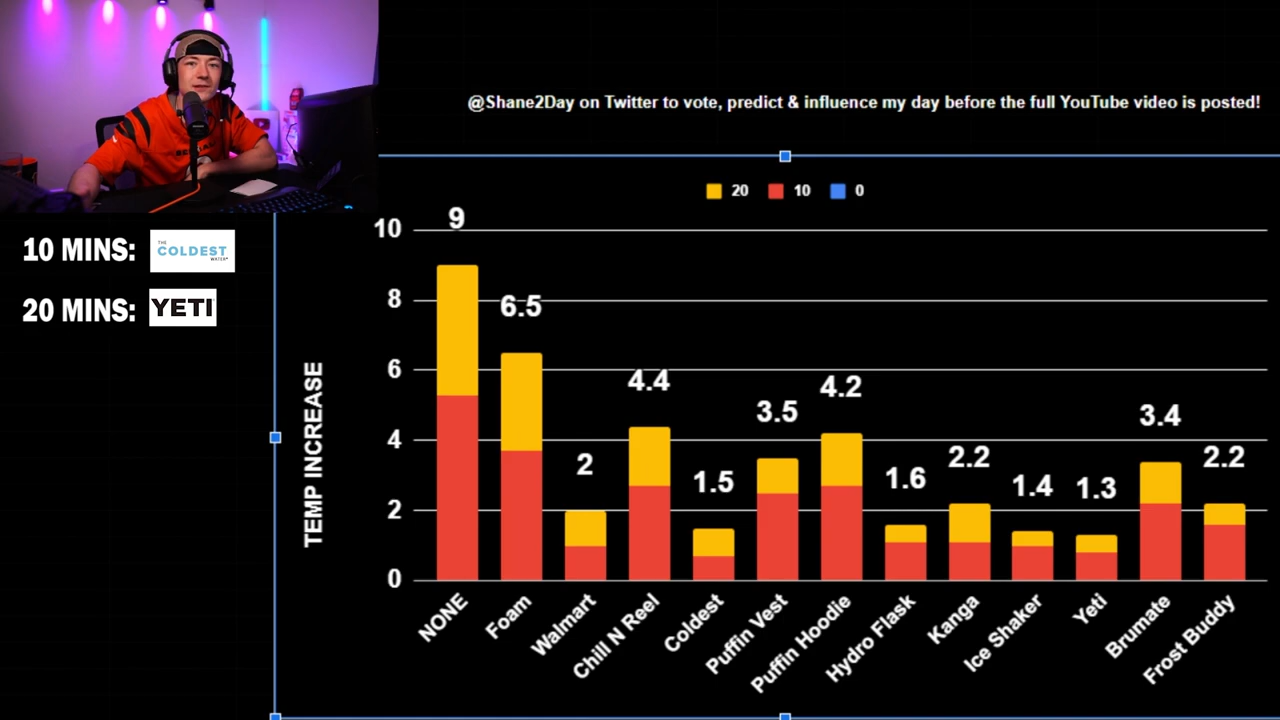 @Shane2Day on Twitter to vote, predict & influence my day before the full YouTube video is posted!
10 MINS: THE COLDEST WATER
20 MINS: YETI
20 10 0
TEMP INCREASE
10
8
6
4
2
0
9
6.5
2
4.4
1.5
3.5
4.2
1.6
2.2
1.4
1.3
3.4
2.2
NONE
Foam
Walmart
Chill N Reel
Coldest
Puffin Vest
Puffin Hoodie
Hydro Flask
Kanga
Ice Shaker
Yeti
Brumate
Frost Buddy